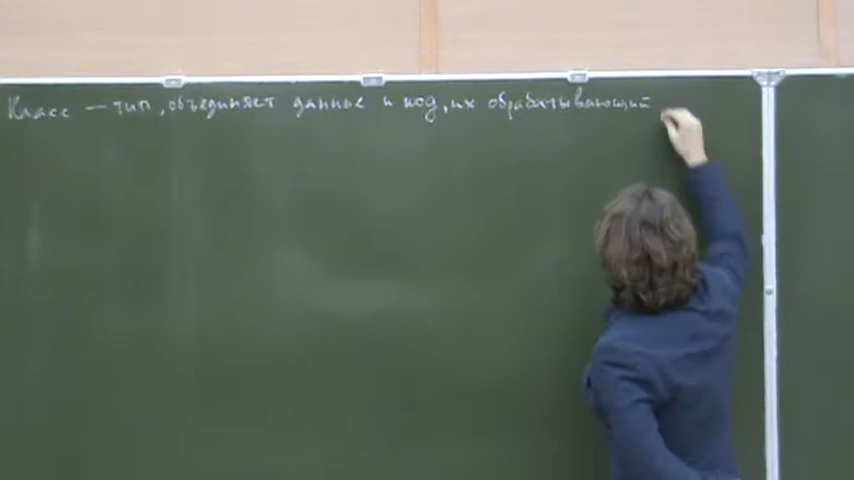 Класс — тип, объединяет данные и код, их обрабатывающий